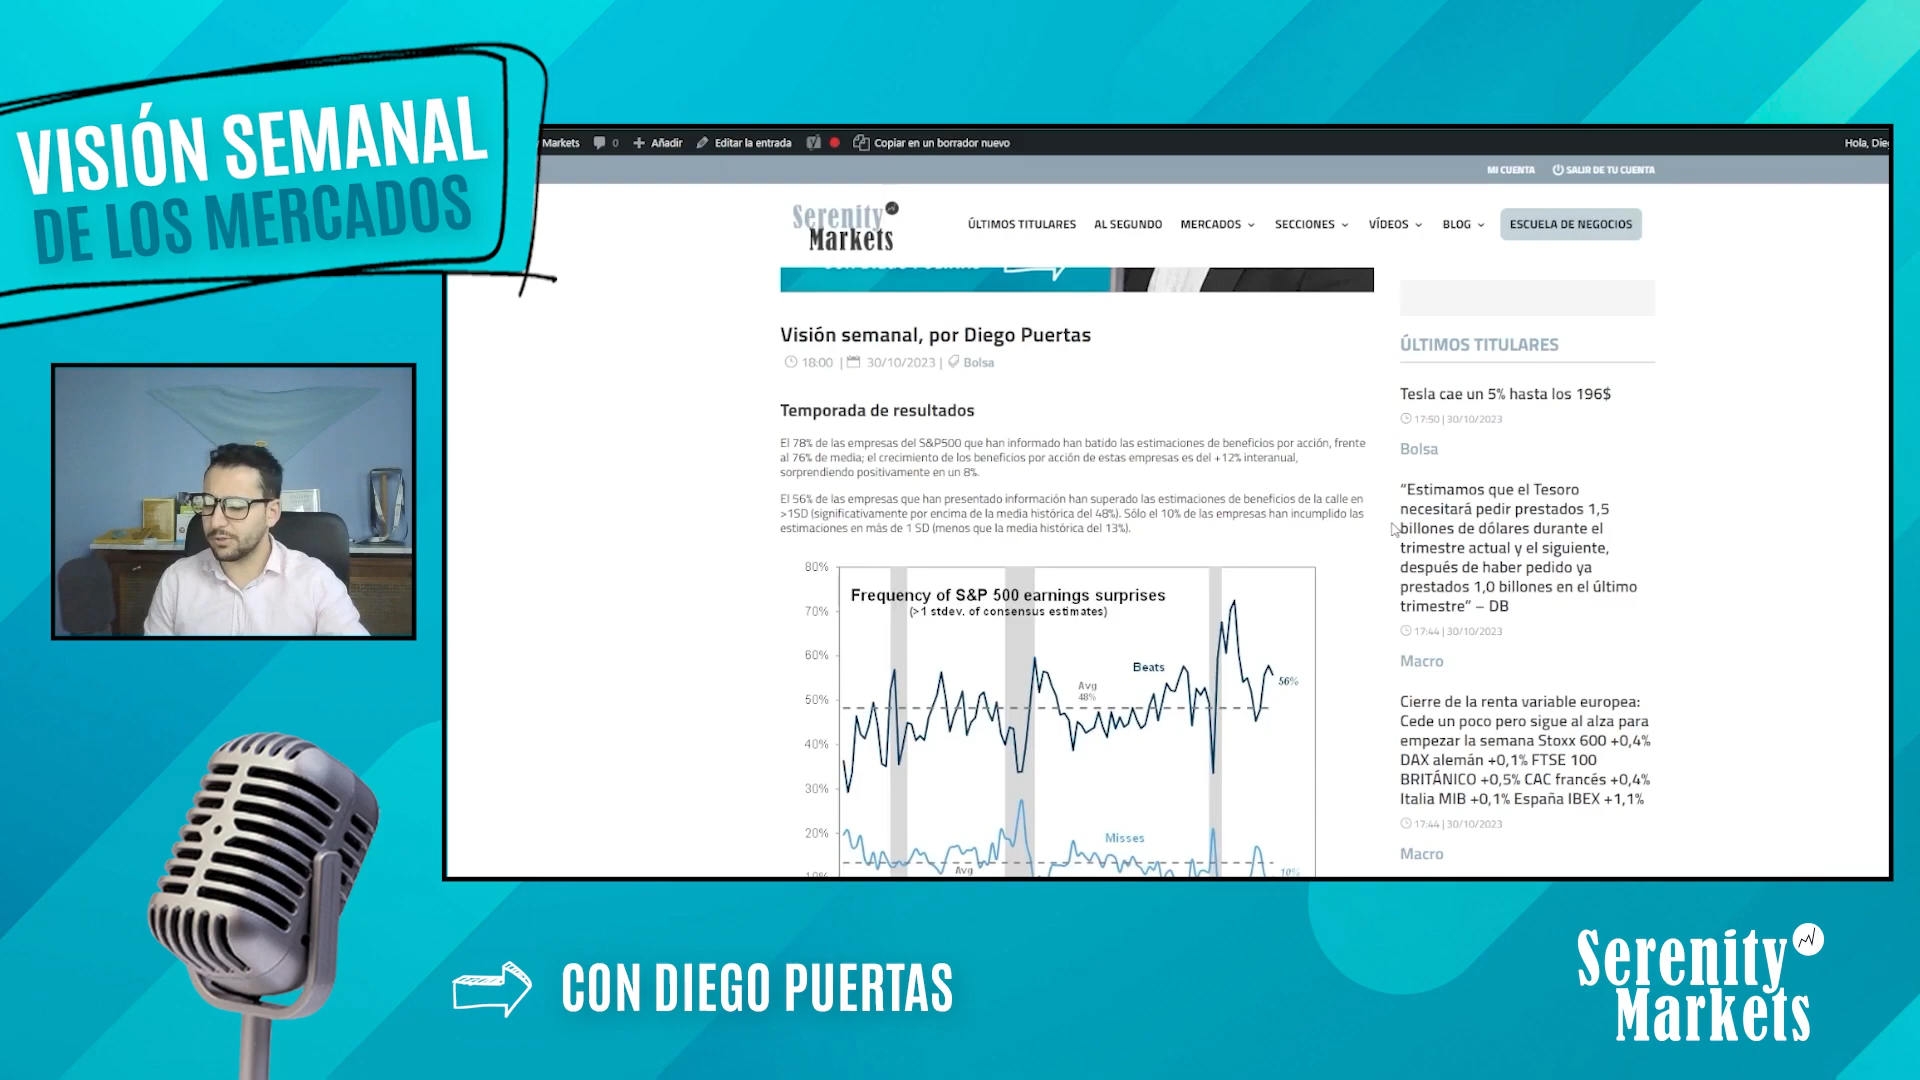 VISIÓN SEMANAL
DE LOS MERCADOS
Markets 0 Añadir Editar la entrada Copiar en un borrador nuevo Hola, Die
MI CUENTA SALIR DE TU CUENTA
Serenity
Markets
ÚLTIMOS TITULARES AL SEGUNDO MERCADOS SECCIONES VÍDEOS BLOG ESCUELA DE NEGOCIOS
Visión semanal, por Diego Puertas
18:00 | 30/10/2023 | Bolsa
Temporada de resultados
El 78% de las empresas del S&P500 que han informado han batido las estimaciones de beneficios por acción, frente
al 76% de media; el crecimiento de los beneficios por acción de estas empresas es del +12% interanual,
sorprendiendo positivamente en un 8%.
El 56% de las empresas que han presentado información han superado las estimaciones de beneficios de la calle en
>1SD (significativamente por encima de la media histórica del 48%). Sólo el 10% de las empresas han incumplido las
estimaciones en más de 1 SD (menos que la media histórica del 13%).
80%
Frequency of S&P 500 earnings surprises
(>1 stdev. of consensus estimates)
70%
60%
Beats
56%
Avg
48%
50%
40%
30%
20%
Misses
Avg
10%
10%
ÚLTIMOS TITULARES
Tesla cae un 5% hasta los 196$
17:50 | 30/10/2023
Bolsa
“Estimamos que el Tesoro
necesitará pedir prestados 1,5
billones de dólares durante el
trimestre actual y el siguiente,
después de haber pedido ya
prestados 1,0 billones en el último
trimestre” – DB
17:44 | 30/10/2023
Macro
Cierre de la renta variable europea:
Cede un poco pero sigue al alza para
empezar la semana Stoxx 600 +0,4%
DAX alemán +0,1% FTSE 100
BRITÁNICO +0,5% CAC francés +0,4%
Italia MIB +0,1% España IBEX +1,1%
17:44 | 30/10/2023
Macro
CON DIEGO PUERTAS
Serenity
Markets